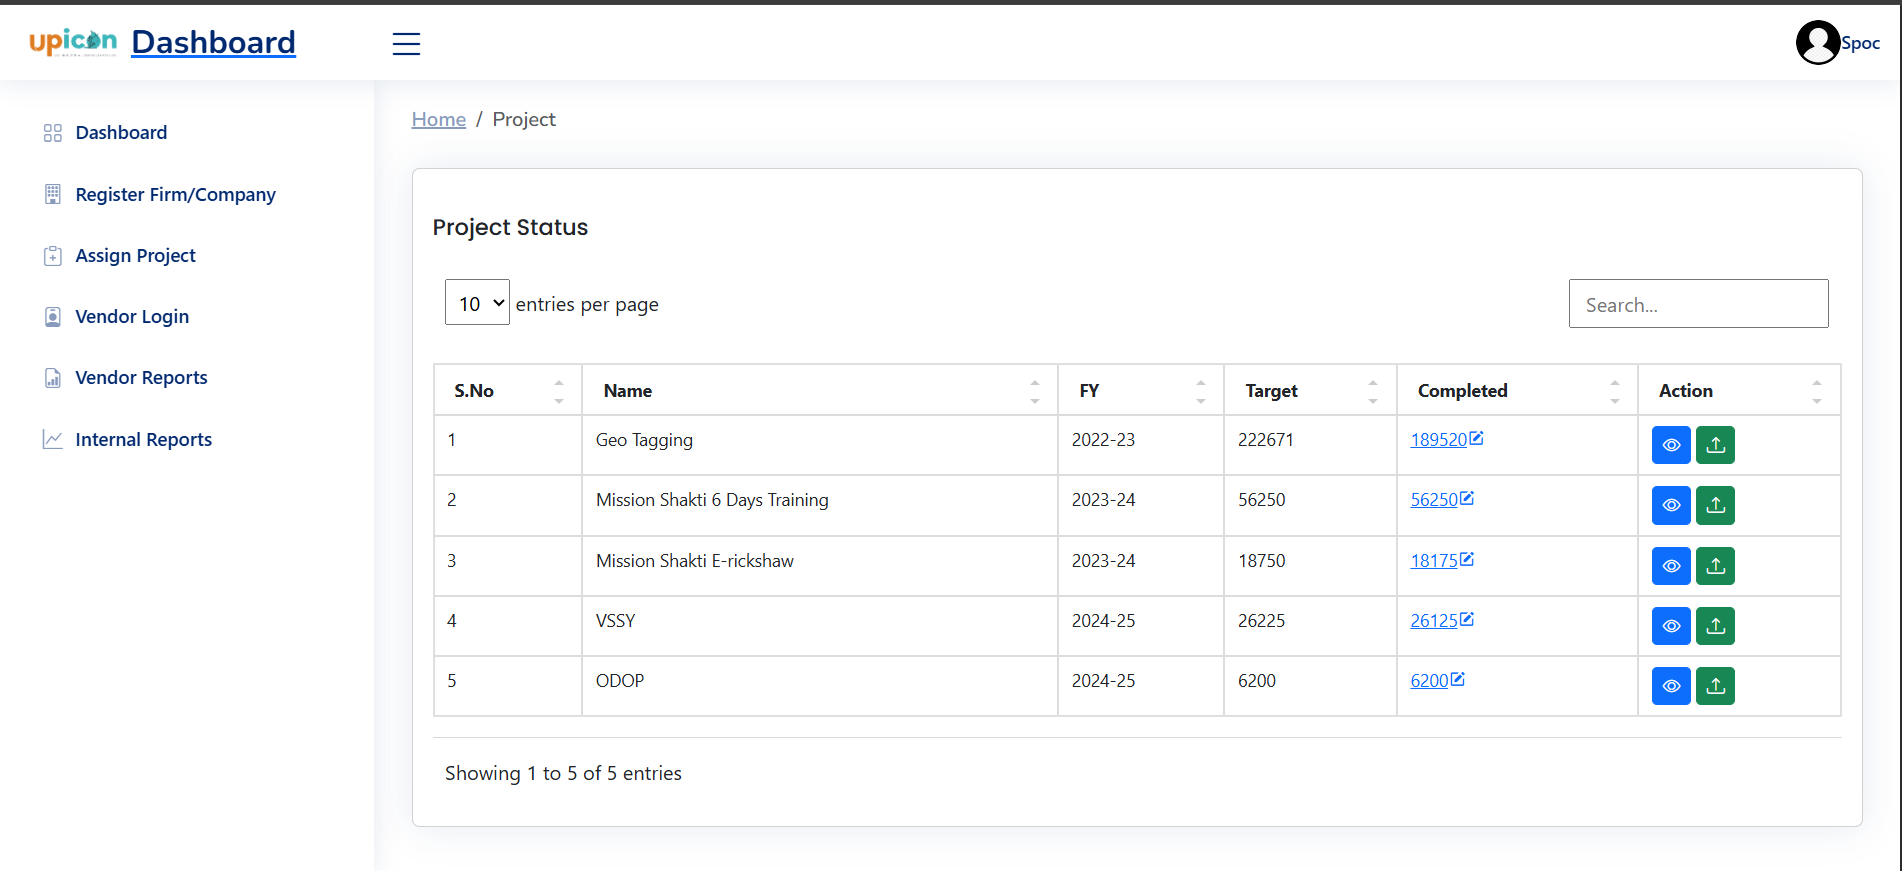 upicon Dashboard
Spoc
Dashboard
Register Firm/Company
Assign Project
Vendor Login
Vendor Reports
Internal Reports
Home / Project
Project Status
10 entries per page
Search...
S.No Name FY Target Completed Action
1 Geo Tagging 2022-23 222671 189520
2 Mission Shakti 6 Days Training 2023-24 56250 56250
3 Mission Shakti E-rickshaw 2023-24 18750 18175
4 VSSY 2024-25 26225 26125
5 ODOP 2024-25 6200 6200
Showing 1 to 5 of 5 entries